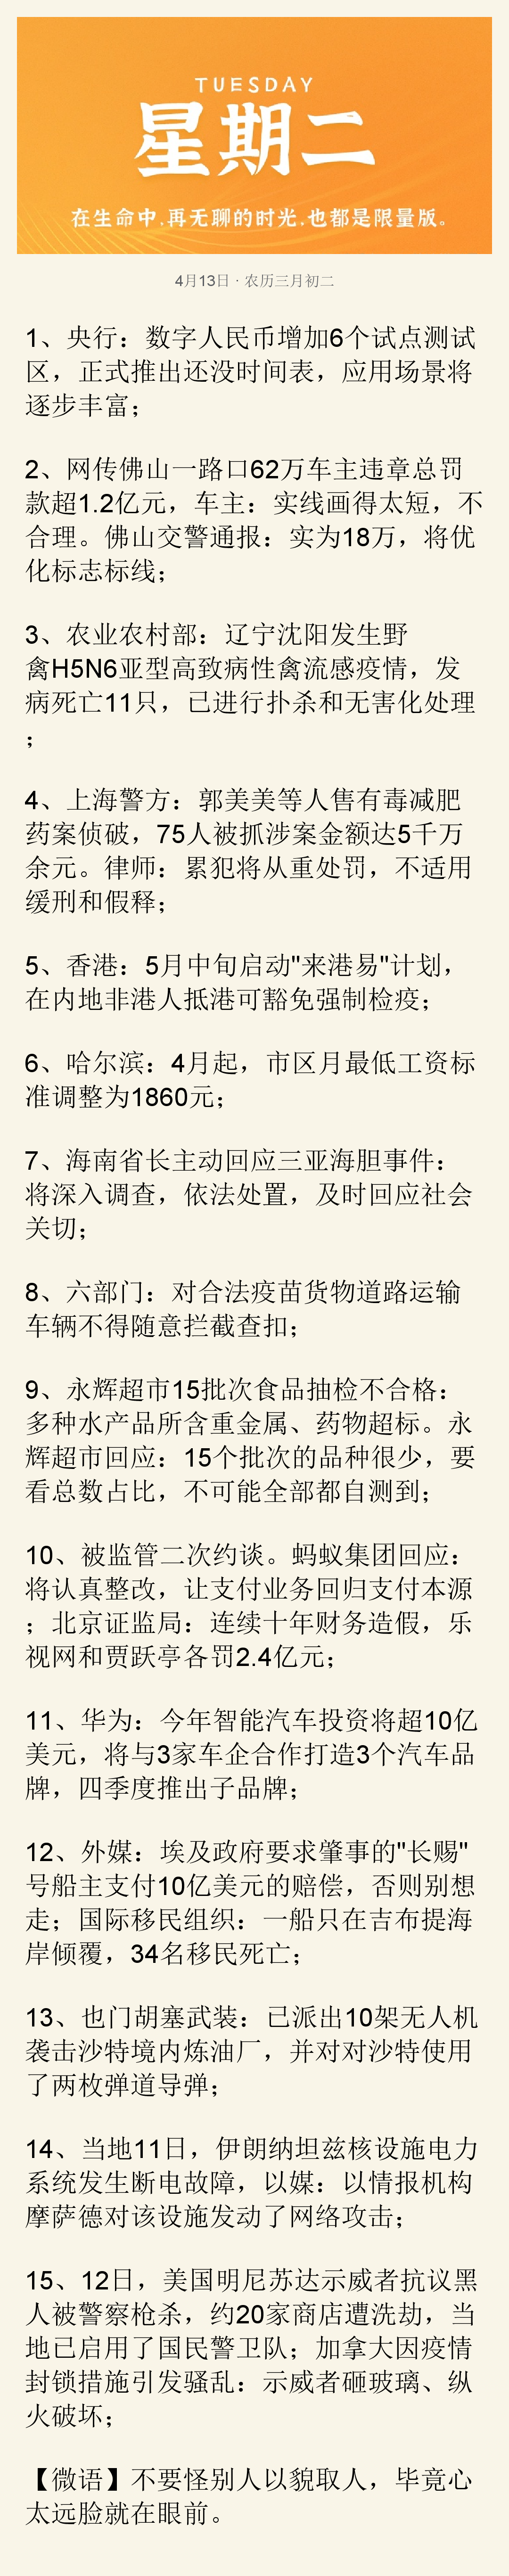 TUESDAY
星期二
在生命中,再无聊的时光,也都是限量版。
4月13日 · 农历三月初二
1、央行：数字人民币增加6个试点测试
区，正式推出还没时间表，应用场景将
逐步丰富；
2、网传佛山一路口62万车主违章总罚
款超1.2亿元，车主：实线画得太短，不
合理。佛山交警通报：实为18万，将优
化标志标线；
3、农业农村部：辽宁沈阳发生野
禽H5N6亚型高致病性禽流感疫情，发
病死亡11只，已进行扑杀和无害化处理
；
4、上海警方：郭美美等人售有毒减肥
药案侦破，75人被抓涉案金额达5千万
余元。律师：累犯将从重处罚，不适用
缓刑和假释；
5、香港：5月中旬启动"来港易"计划，
在内地非港人抵港可豁免强制检疫；
6、哈尔滨：4月起，市区月最低工资标
准调整为1860元；
7、海南省长主动回应三亚海胆事件：
将深入调查，依法处置，及时回应社会
关切；
8、六部门：对合法疫苗货物道路运输
车辆不得随意拦截查扣；
9、永辉超市15批次食品抽检不合格：
多种水产品所含重金属、药物超标。永
辉超市回应：15个批次的品种很少，要
看总数占比，不可能全部都自测到；
10、被监管二次约谈。蚂蚁集团回应：
将认真整改，让支付业务回归支付本源
；北京证监局：连续十年财务造假，乐
视网和贾跃亭各罚2.4亿元；
11、华为：今年智能汽车投资将超10亿
美元，将与3家车企合作打造3个汽车品
牌，四季度推出子品牌；
12、外媒：埃及政府要求肇事的"长赐"
号船主支付10亿美元的赔偿，否则别想
走；国际移民组织：一船只在吉布提海
岸倾覆，34名移民死亡；
13、也门胡塞武装：已派出10架无人机
袭击沙特境内炼油厂，并对对沙特使用
了两枚弹道导弹；
14、当地11日，伊朗纳坦兹核设施电力
系统发生断电故障，以媒：以情报机构
摩萨德对该设施发动了网络攻击；
15、12日，美国明尼苏达示威者抗议黑
人被警察枪杀，约20家商店遭洗劫，当
地已启用了国民警卫队；加拿大因疫情
封锁措施引发骚乱：示威者砸玻璃、纵
火破坏；
【微语】不要怪别人以貌取人，毕竟心
太远脸就在眼前。